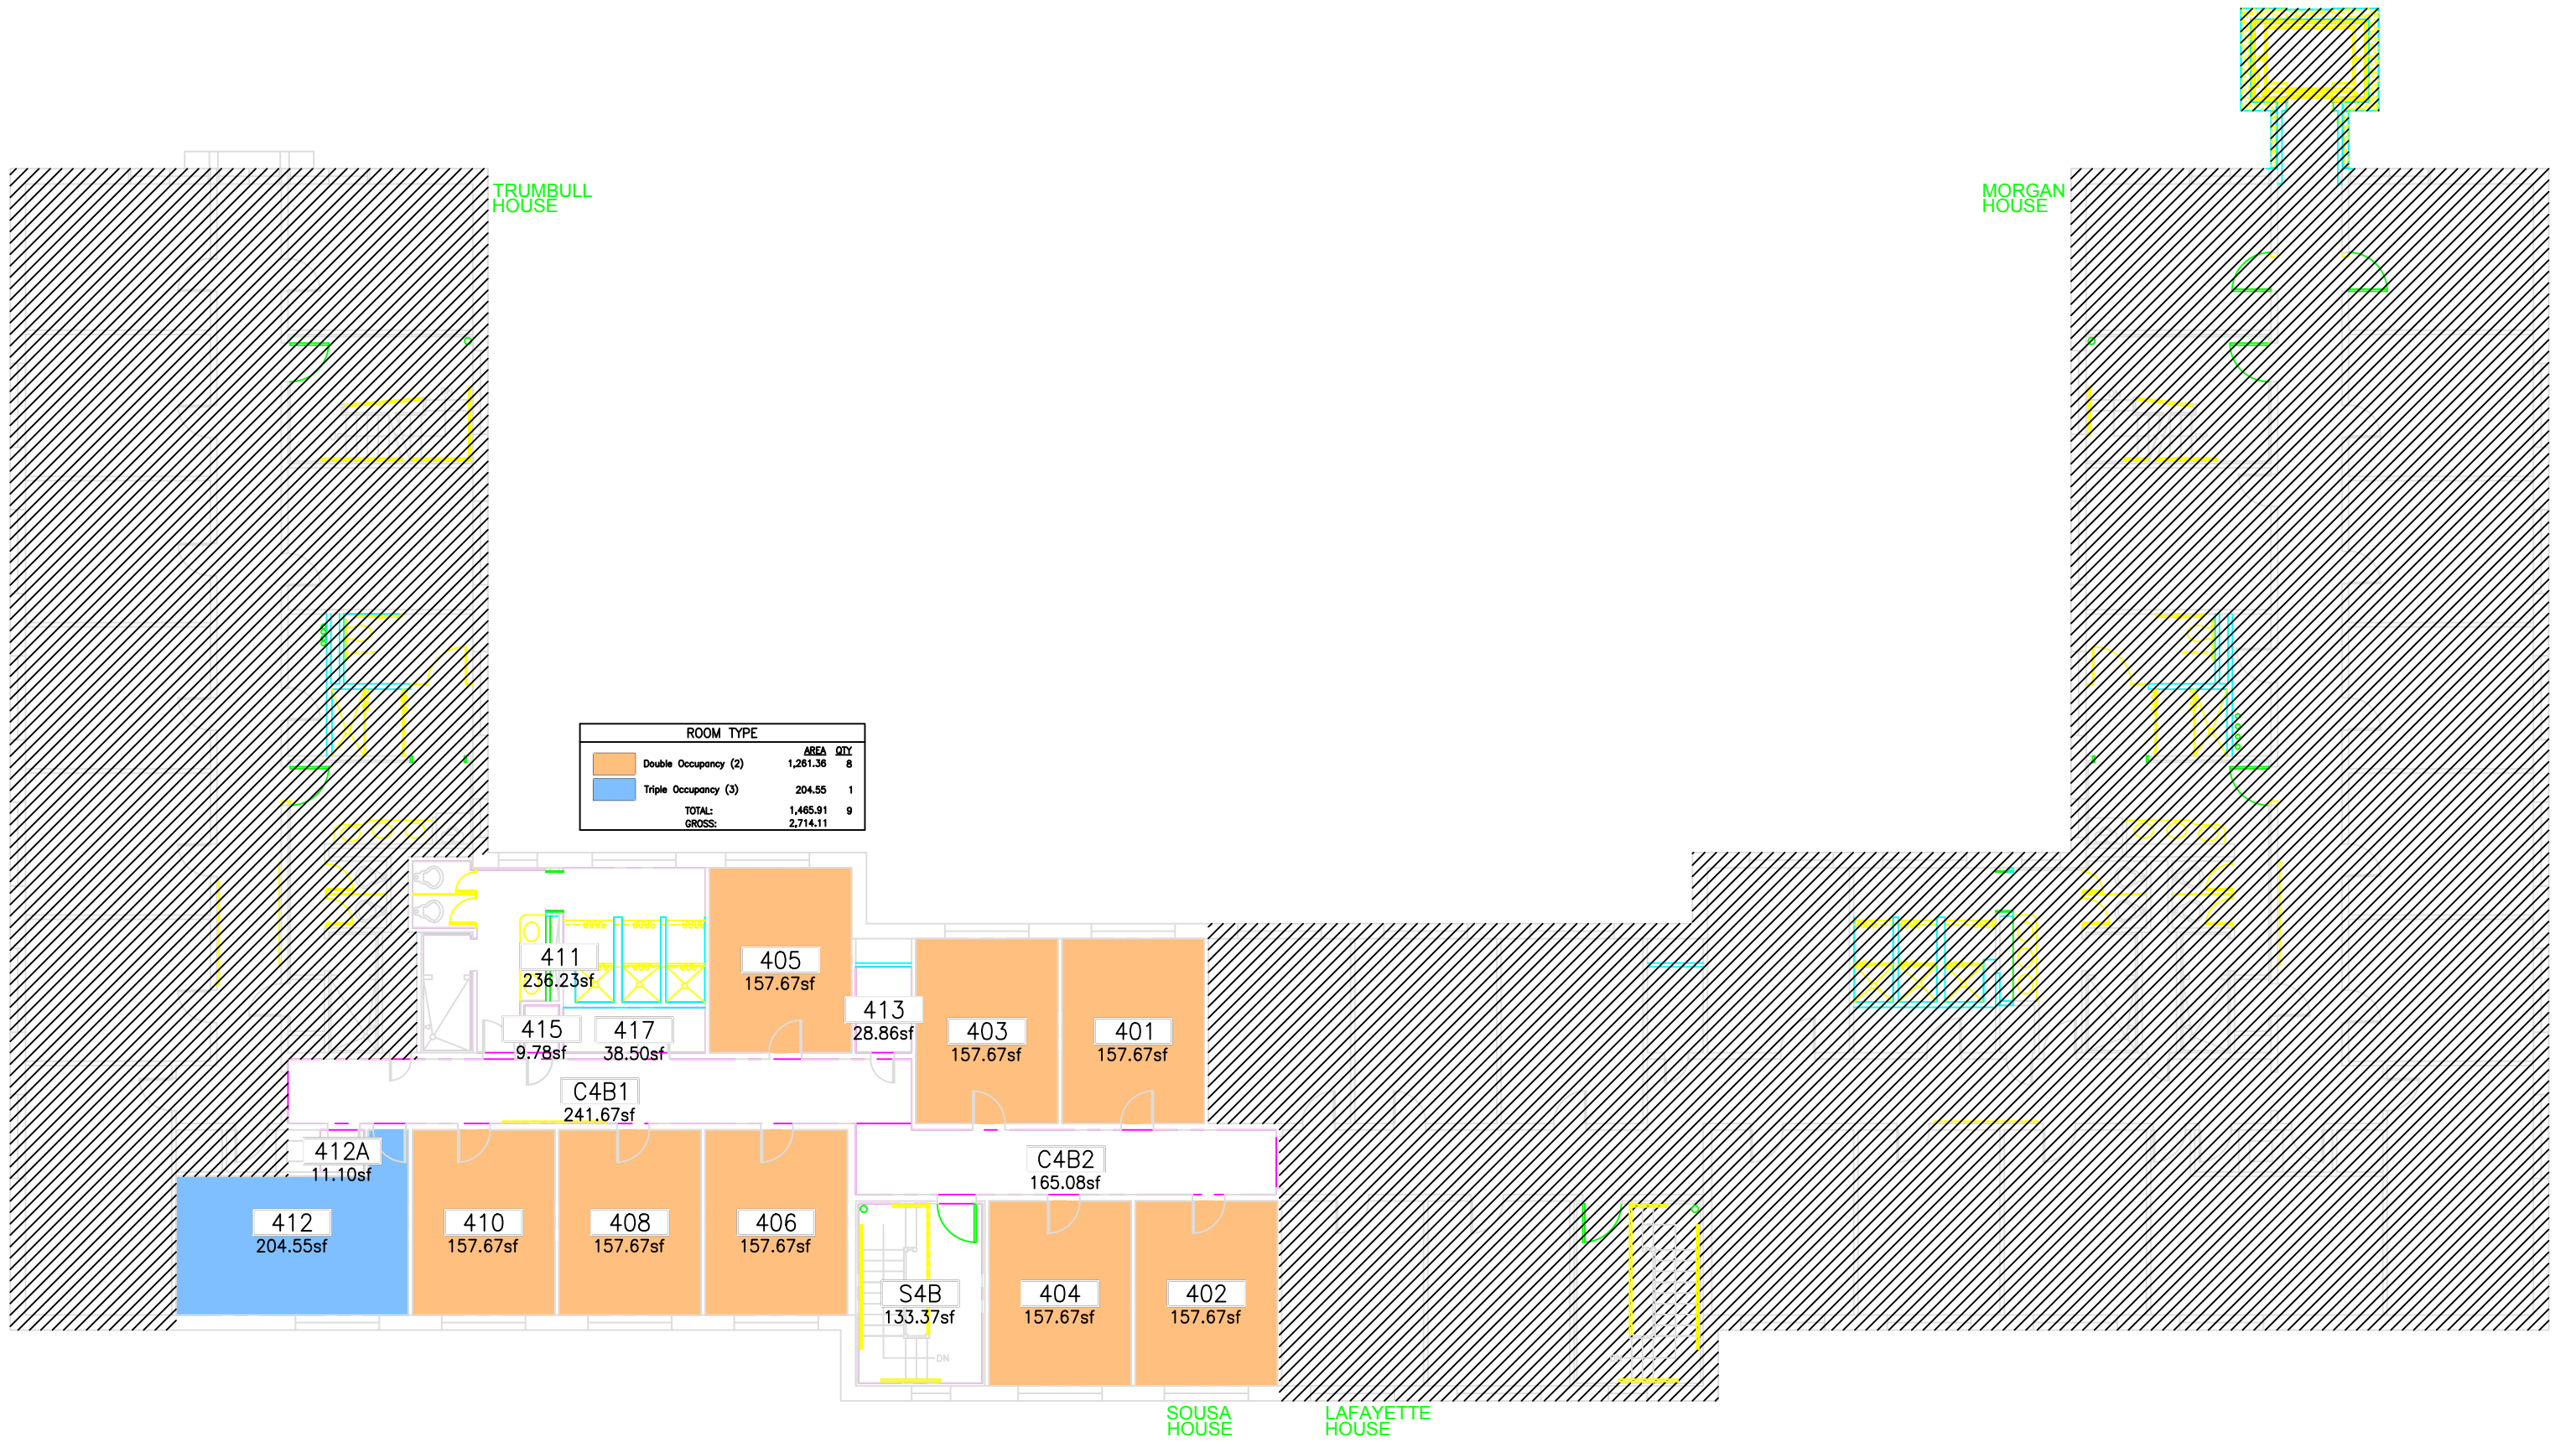 TRUMBULL
HOUSE
MORGAN
HOUSE
ROOM TYPE
AREA QTY
Double Occupancy (2) 1,261.36 8
Triple Occupancy (3) 204.55 1
TOTAL: 1,465.91 9
GROSS: 2,714.11
411
236.23sf
405
157.67sf
413
28.86sf
415
9.78sf
417
38.50sf
403
157.67sf
401
157.67sf
C4B1
241.67sf
412A
11.10sf
C4B2
165.08sf
412
204.55sf
410
157.67sf
408
157.67sf
406
157.67sf
S4B
133.37sf
404
157.67sf
402
157.67sf
DN
SOUSA
HOUSE
LAFAYETTE
HOUSE